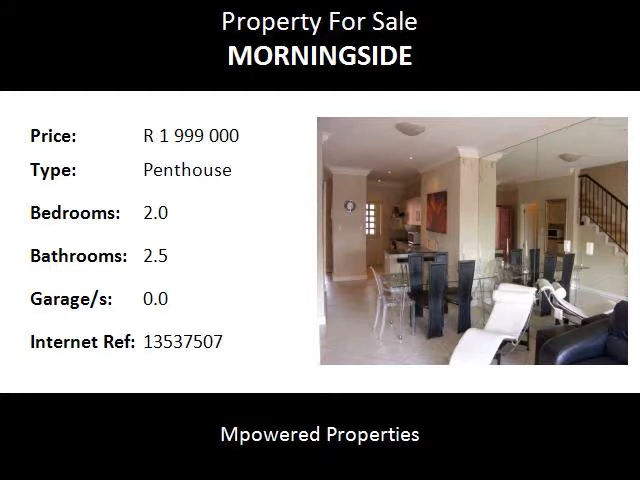 Property For Sale
MORNINGSIDE
Price: R 1 999 000
Type: Penthouse
Bedrooms: 2.0
Bathrooms: 2.5
Garage/s: 0.0
Internet Ref: 13537507
Mpowered Properties